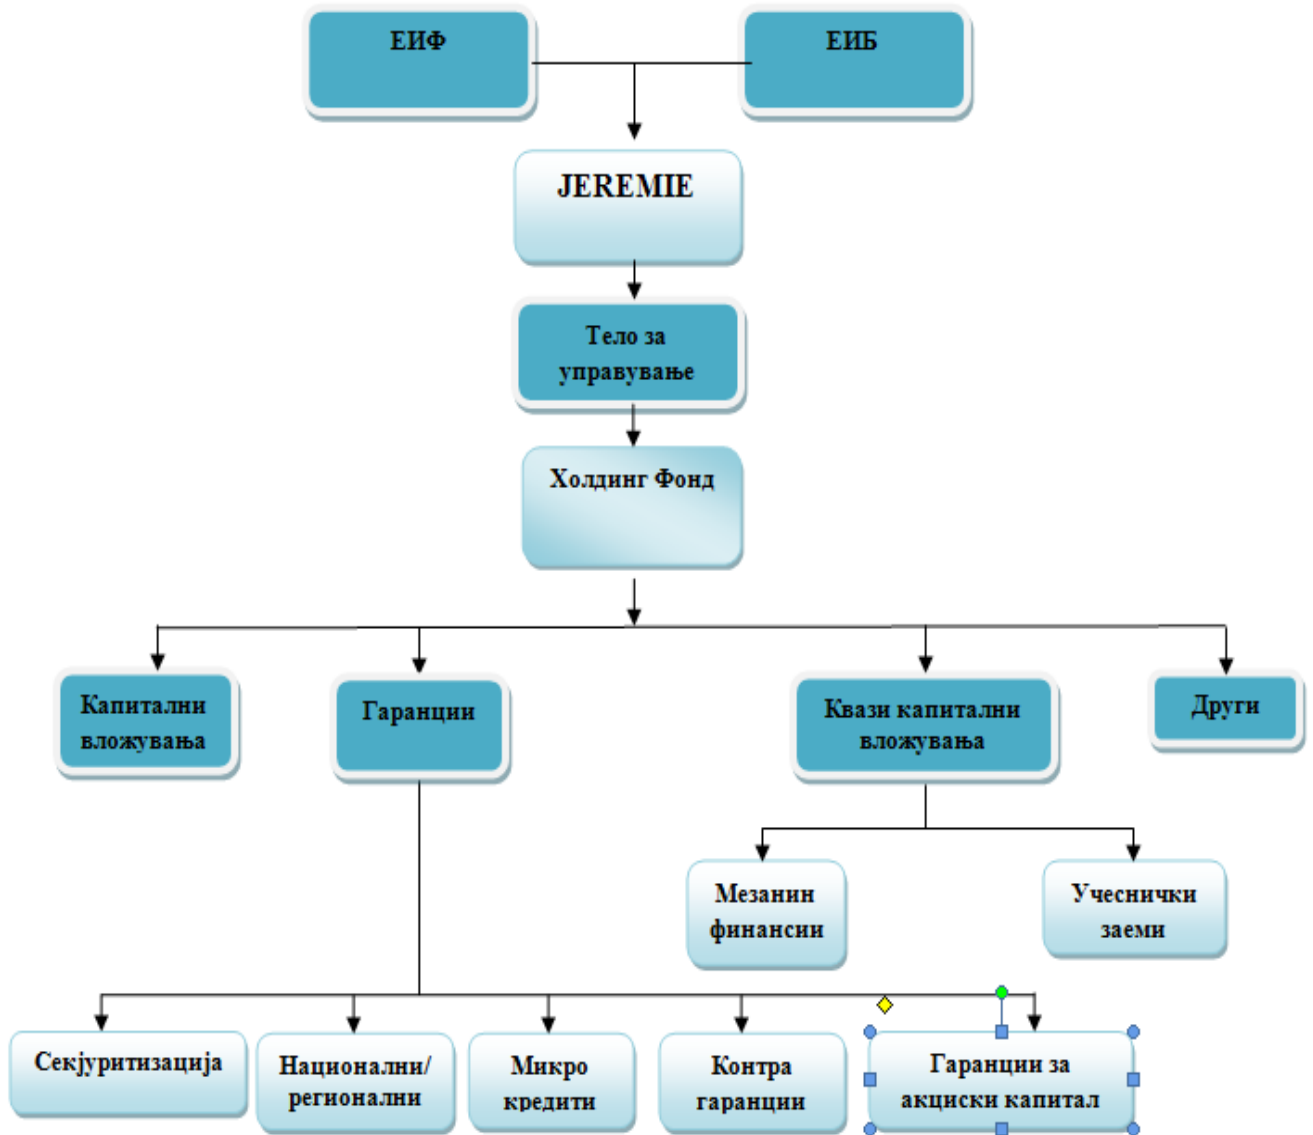 ЕИФ
ЕИБ
JEREMIE
Тело за
управување
Холдинг Фонд
Капитални
вложувања
Гаранции
Квази капитални
вложувања
Други
Мезанин
финансии
Учеснички
заеми
Секјуритизација
Национални/
регионални
Микро
кредити
Контра
гаранции
Гаранции за
акциски капитал